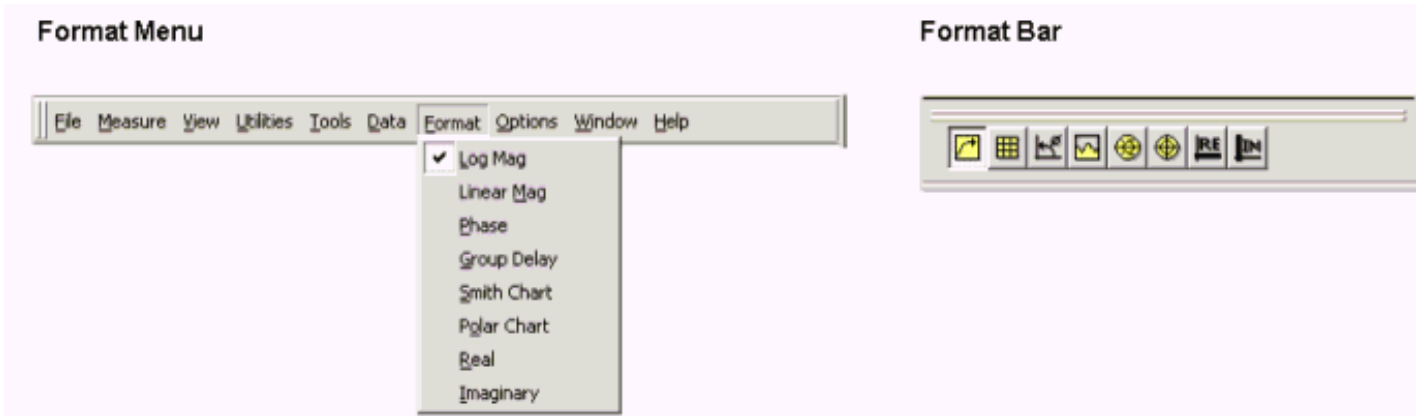 Format Menu
Format Bar
File Measure View Utilities Tools Data Format Options Window Help
Log Mag
Linear Mag
Phase
Group Delay
Smith Chart
Polar Chart
Real
Imaginary
RE IM